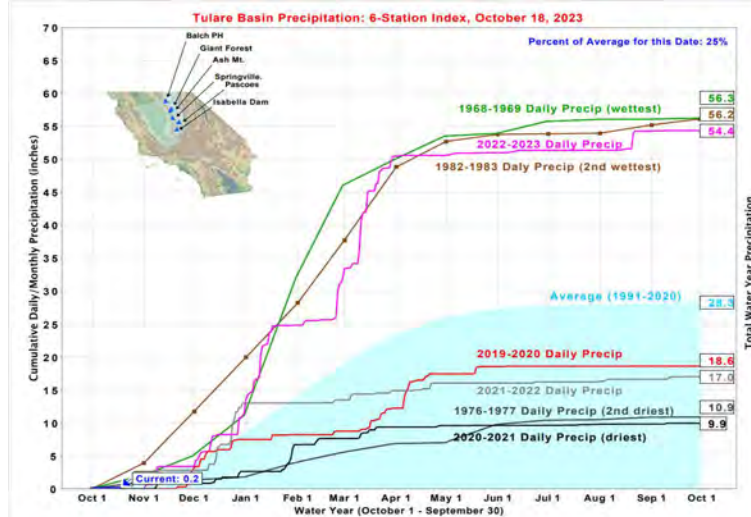 Tulare Basin Precipitation: 6-Station Index, October 18, 2023
Percent of Average for this Date: 25%
Balch PH
Giant Forest
Ash Mt.
Springville.
Pascoes
Isabella Dam
Cumulative Daily/Monthly Precipitation (inches)
70
65
60
55
50
45
40
35
30
25
20
15
10
5
0
1968-1969 Daily Precip (wettest)
2022-2023 Daily Precip
1982-1983 Daly Precip (2nd wettest)
Average (1991-2020)
2019-2020 Daily Precip
2021-2022 Daily Precip
1976-1977 Daily Precip (2nd driest)
2020-2021 Daily Precip (driest)
Current: 0.2
56.3
56.2
54.4
28.3
18.6
17.0
10.9
9.9
Total Water Year Precipitation
Oct 1 Nov 1 Dec 1 Jan 1 Feb 1 Mar 1 Apr 1 May 1 Jun 1 Jul 1 Aug 1 Sep 1 Oct 1
Water Year (October 1 - September 30)